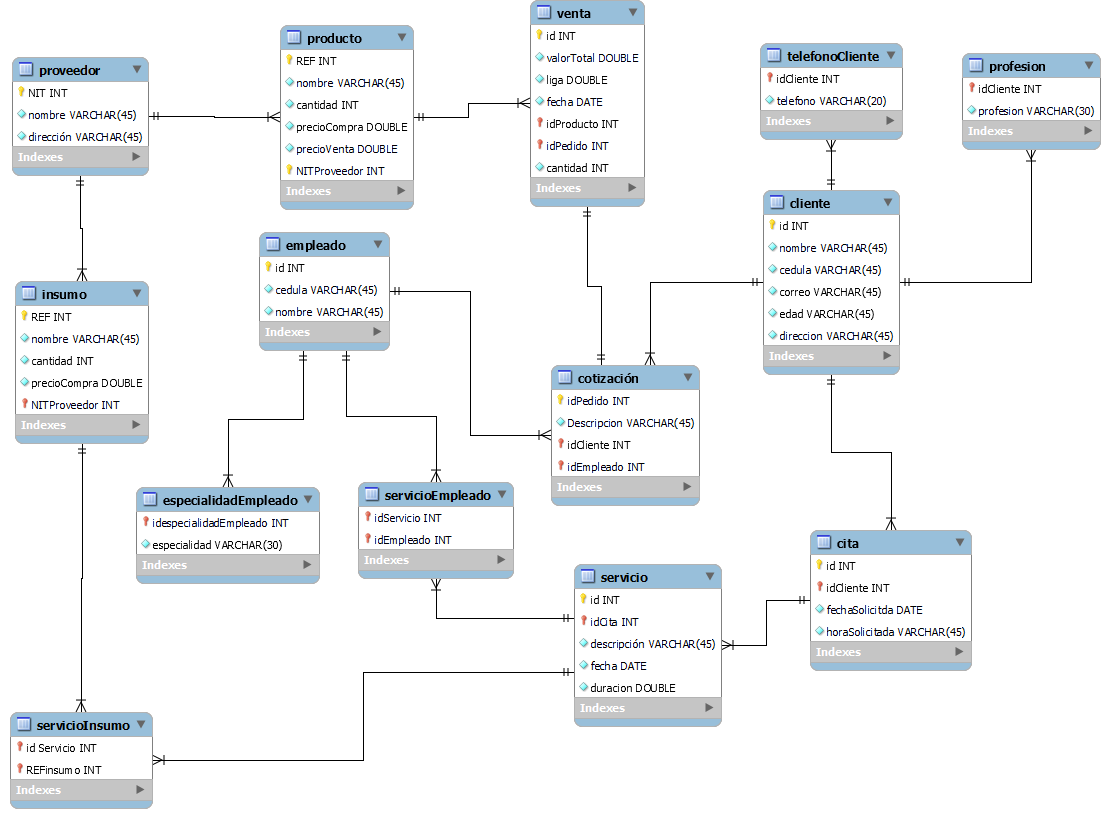 proveedor
NIT INT
nombre VARCHAR(45)
dirección VARCHAR(45)
Indexes
producto
REF INT
nombre VARCHAR(45)
cantidad INT
precioCompra DOUBLE
precioVenta DOUBLE
NITProveedor INT
Indexes
venta
id INT
valorTotal DOUBLE
liga DOUBLE
fecha DATE
idProducto INT
idPedido INT
cantidad INT
Indexes
telefonoCliente
idCliente INT
telefono VARCHAR(20)
Indexes
profesion
idCliente INT
profesion VARCHAR(30)
Indexes
cliente
id INT
nombre VARCHAR(45)
cedula VARCHAR(45)
correo VARCHAR(45)
edad VARCHAR(45)
direccion VARCHAR(45)
Indexes
empleado
id INT
cedula VARCHAR(45)
nombre VARCHAR(45)
Indexes
insumo
REF INT
nombre VARCHAR(45)
cantidad INT
precioCompra DOUBLE
NITProveedor INT
Indexes
cotización
idPedido INT
Descripcion VARCHAR(45)
idCliente INT
idEmpleado INT
Indexes
especialidadEmpleado
idespecialidadEmpleado INT
especialidad VARCHAR(30)
Indexes
servicioEmpleado
idServicio INT
idEmpleado INT
Indexes
servicio
id INT
idCita INT
descripción VARCHAR(45)
fecha DATE
duracion DOUBLE
Indexes
cita
id INT
idCliente INT
fechaSolicitda DATE
horaSolicitada VARCHAR(45)
Indexes
servicioInsumo
id Servicio INT
REFinsumo INT
Indexes